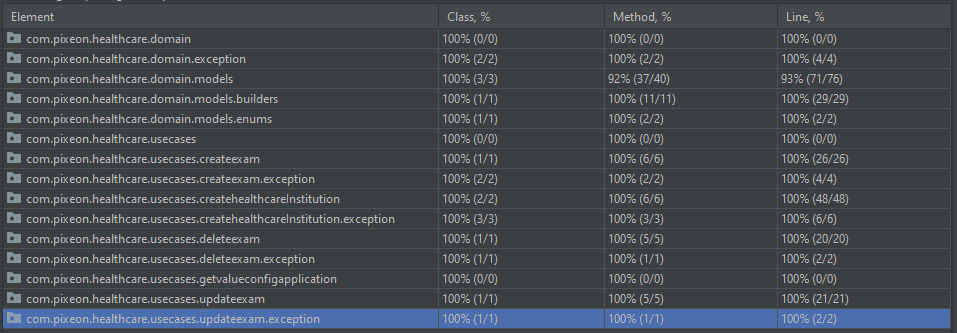 Element Class, % Method, % Line, %
com.pixeon.healthcare.domain 100% (0/0) 100% (0/0) 100% (0/0)
com.pixeon.healthcare.domain.exception 100% (2/2) 100% (2/2) 100% (4/4)
com.pixeon.healthcare.domain.models 100% (3/3) 92% (37/40) 93% (71/76)
com.pixeon.healthcare.domain.models.builders 100% (1/1) 100% (11/11) 100% (29/29)
com.pixeon.healthcare.domain.models.enums 100% (1/1) 100% (2/2) 100% (2/2)
com.pixeon.healthcare.usecases 100% (0/0) 100% (0/0) 100% (0/0)
com.pixeon.healthcare.usecases.createexam 100% (1/1) 100% (6/6) 100% (26/26)
com.pixeon.healthcare.usecases.createexam.exception 100% (2/2) 100% (2/2) 100% (4/4)
com.pixeon.healthcare.usecases.createhealthcareInstitution 100% (2/2) 100% (6/6) 100% (48/48)
com.pixeon.healthcare.usecases.createhealthcareInstitution.exception 100% (3/3) 100% (3/3) 100% (6/6)
com.pixeon.healthcare.usecases.deleteexam 100% (1/1) 100% (5/5) 100% (20/20)
com.pixeon.healthcare.usecases.deleteexam.exception 100% (1/1) 100% (1/1) 100% (2/2)
com.pixeon.healthcare.usecases.getvalueconfigapplication 100% (0/0) 100% (0/0) 100% (0/0)
com.pixeon.healthcare.usecases.updateexam 100% (1/1) 100% (5/5) 100% (21/21)
com.pixeon.healthcare.usecases.updateexam.exception 100% (1/1) 100% (1/1) 100% (2/2)